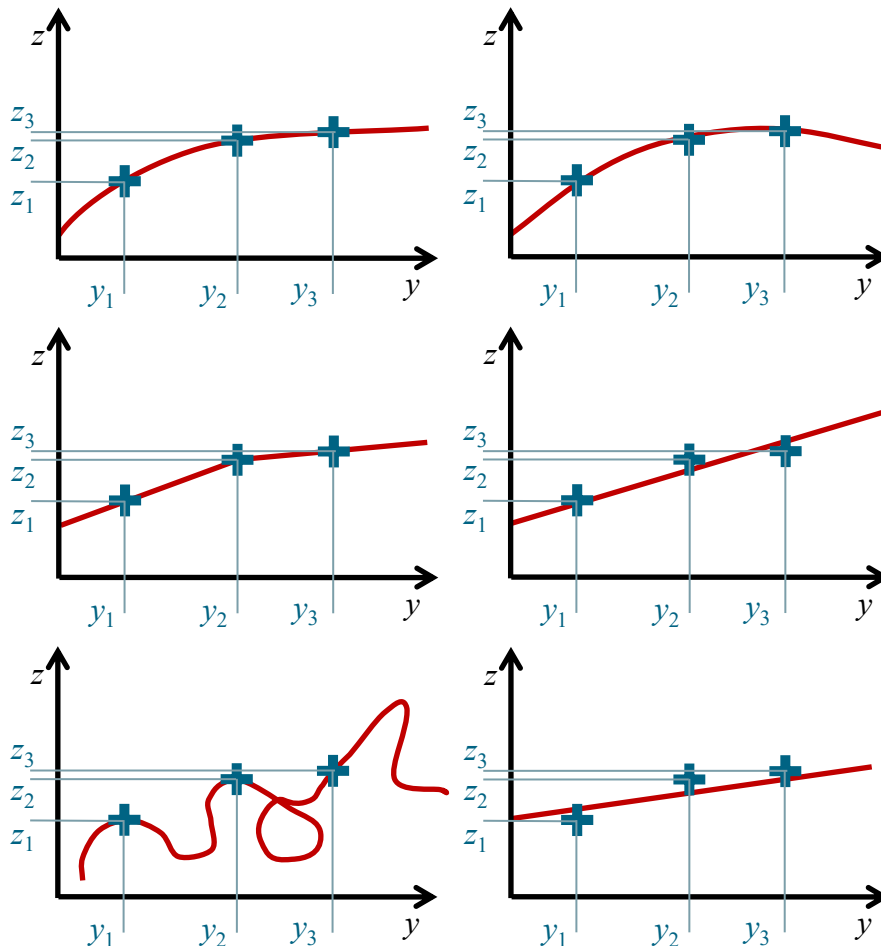 z
z
z₃
z₃
z₂
z₂
z₁
z₁
y₁ y₂ y₃ y
y₁ y₂ y₃ y
z
z
z₃
z₃
z₂
z₂
z₁
z₁
y₁ y₂ y₃ y
y₁ y₂ y₃ y
z
z
z₃
z₃
z₂
z₂
z₁
z₁
y₁ y₂ y₃ y
y₁ y₂ y₃ y